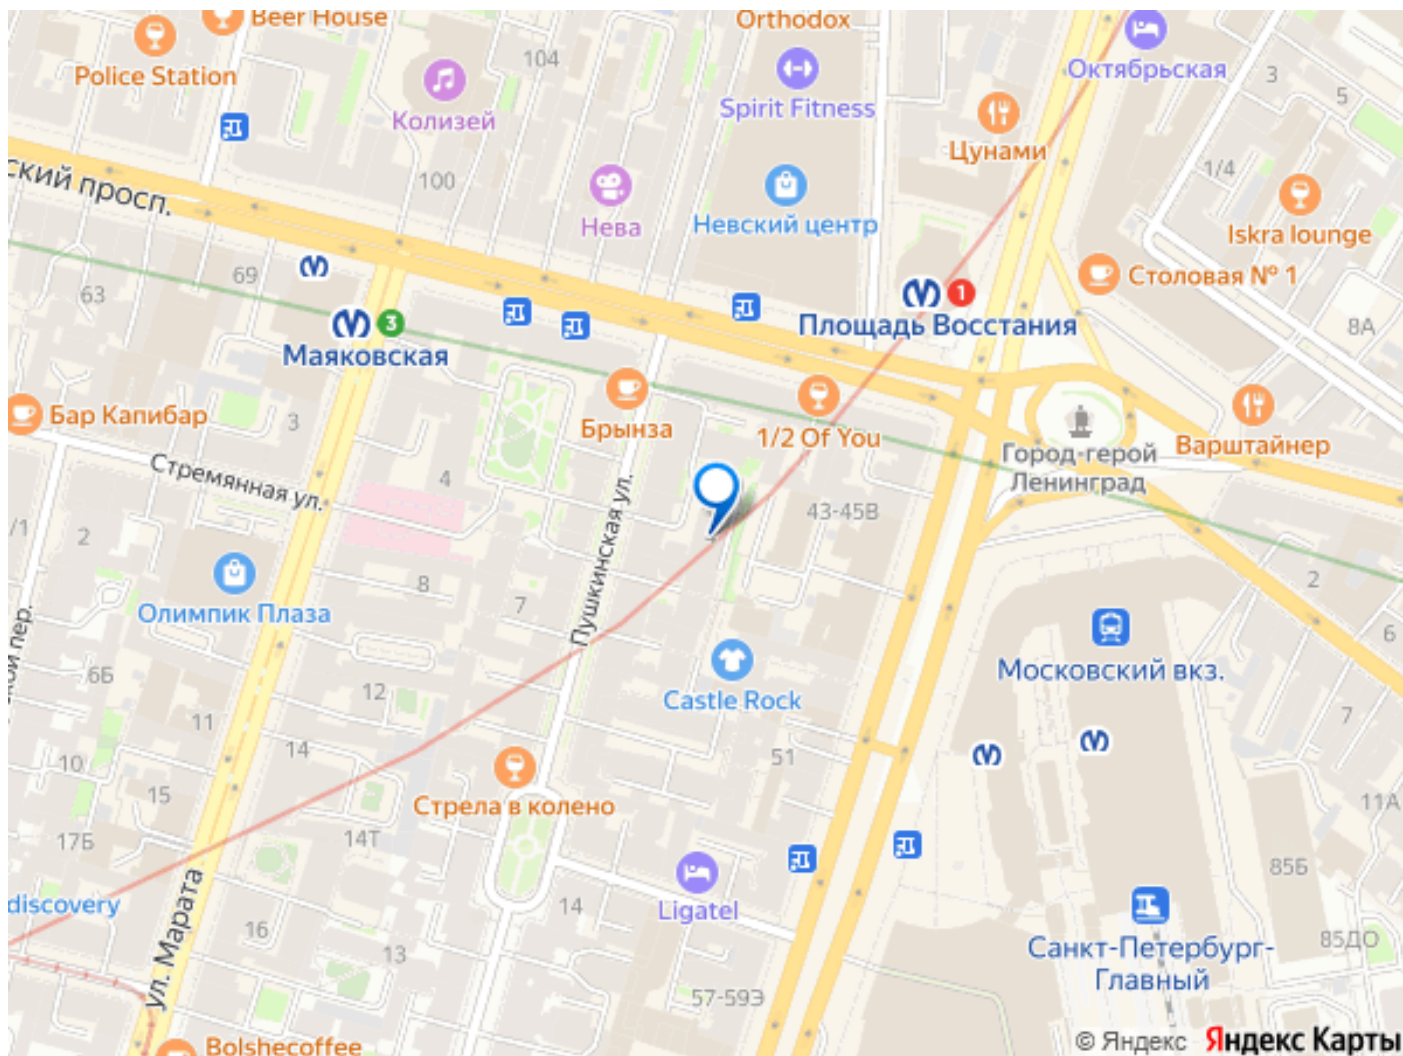 Beer House
Orthodox
Police Station
104
Октябрьская
3
5
Колизей
Spirit Fitness
Цунами
ский просп.
100
1/4
Нева
Невский центр
Iskra lounge
69
63
1
Столовая № 1
3
Площадь Восстания
8А
Маяковская
Бар Капибар
3
Брынза
1/2 Of You
Варштайнер
Город-герой
Ленинград
Стремянная ул.
4
43-45В
/1
2
Пушкинская ул.
8
7
2
Олимпик Плаза
6
Московский вкз.
6Б
12
Castle Rock
11
7
14
51
10
15
Стрела в колено
11А
17Б
14Т
85Б
discovery
ул. Марата
Ligatel
14
16
13
85ДО
Санкт-Петербург-
Главный
57-59Э
Bolshecoffee
© Яндекс Яндекс Карты